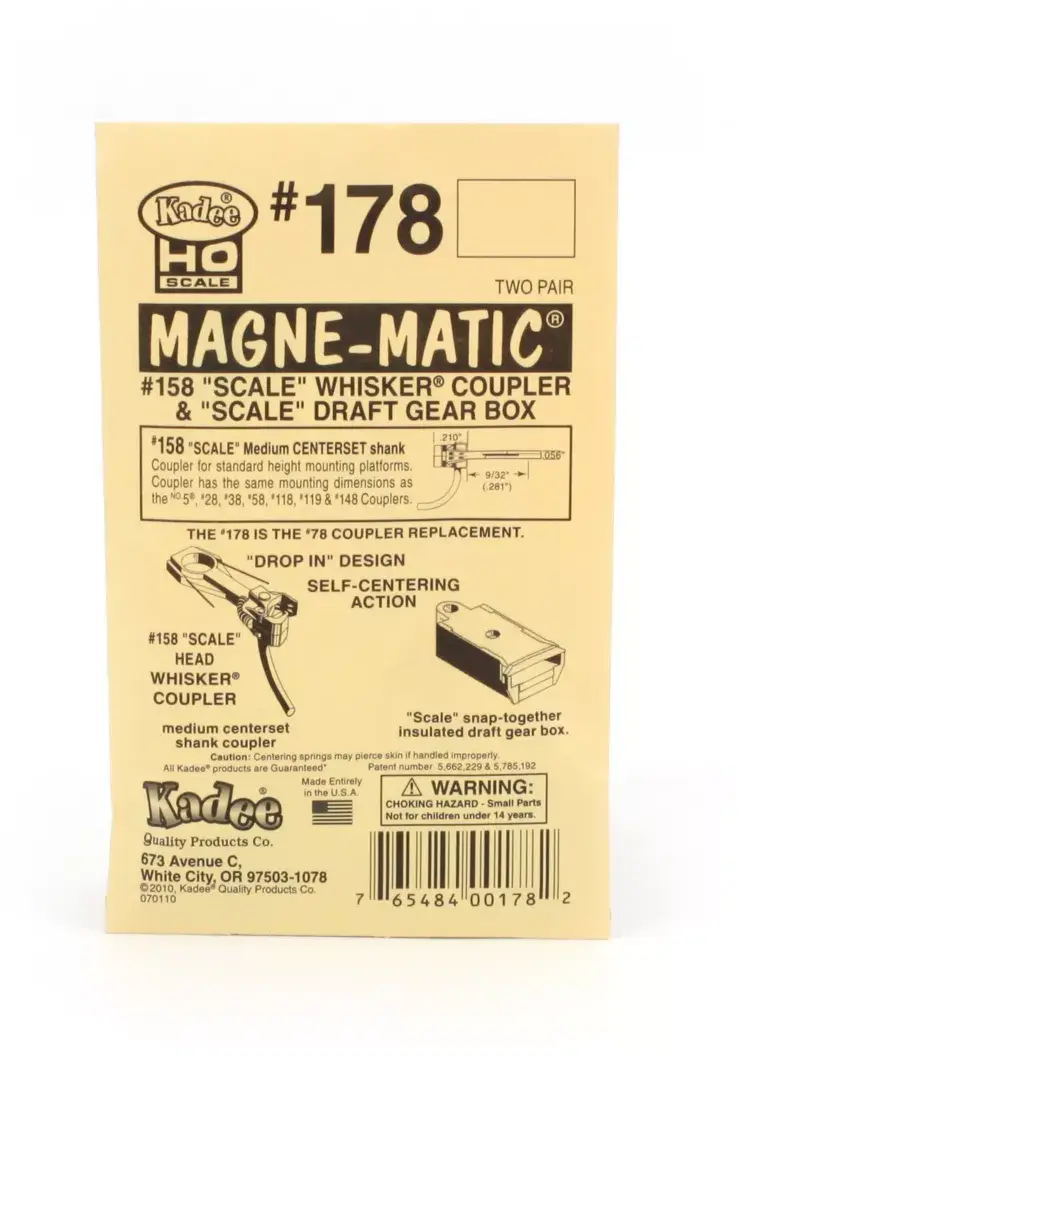 Kadee®
HO
SCALE
#178
TWO PAIR
MAGNE-MATIC®
#158 "SCALE" WHISKER® COUPLER
& "SCALE" DRAFT GEAR BOX
#158 "SCALE" Medium CENTERSET shank
Coupler for standard height mounting platforms.
Coupler has the same mounting dimensions as
the NO. 5®, #28, #38, #58, #118, #119 & #148 Couplers.
.210"
.056"
9/32"
(.281")
THE #178 IS THE #78 COUPLER REPLACEMENT.
"DROP IN" DESIGN
SELF-CENTERING
ACTION
#158 "SCALE"
HEAD
WHISKER®
COUPLER
medium centerset
shank coupler
"Scale" snap-together
insulated draft gear box.
Caution: Centering springs may pierce skin if handled improperly.
All Kadee® products are Guaranteed"
Patent number 5,662,229 & 5,785,192
Kadee®
Quality Products Co.
Made Entirely
in the U.S.A.
WARNING:
CHOKING HAZARD - Small Parts
Not for children under 14 years.
673 Avenue C,
White City, OR 97503-1078
©2010, Kadee® Quality Products Co.
070110
7 65484 00178 2